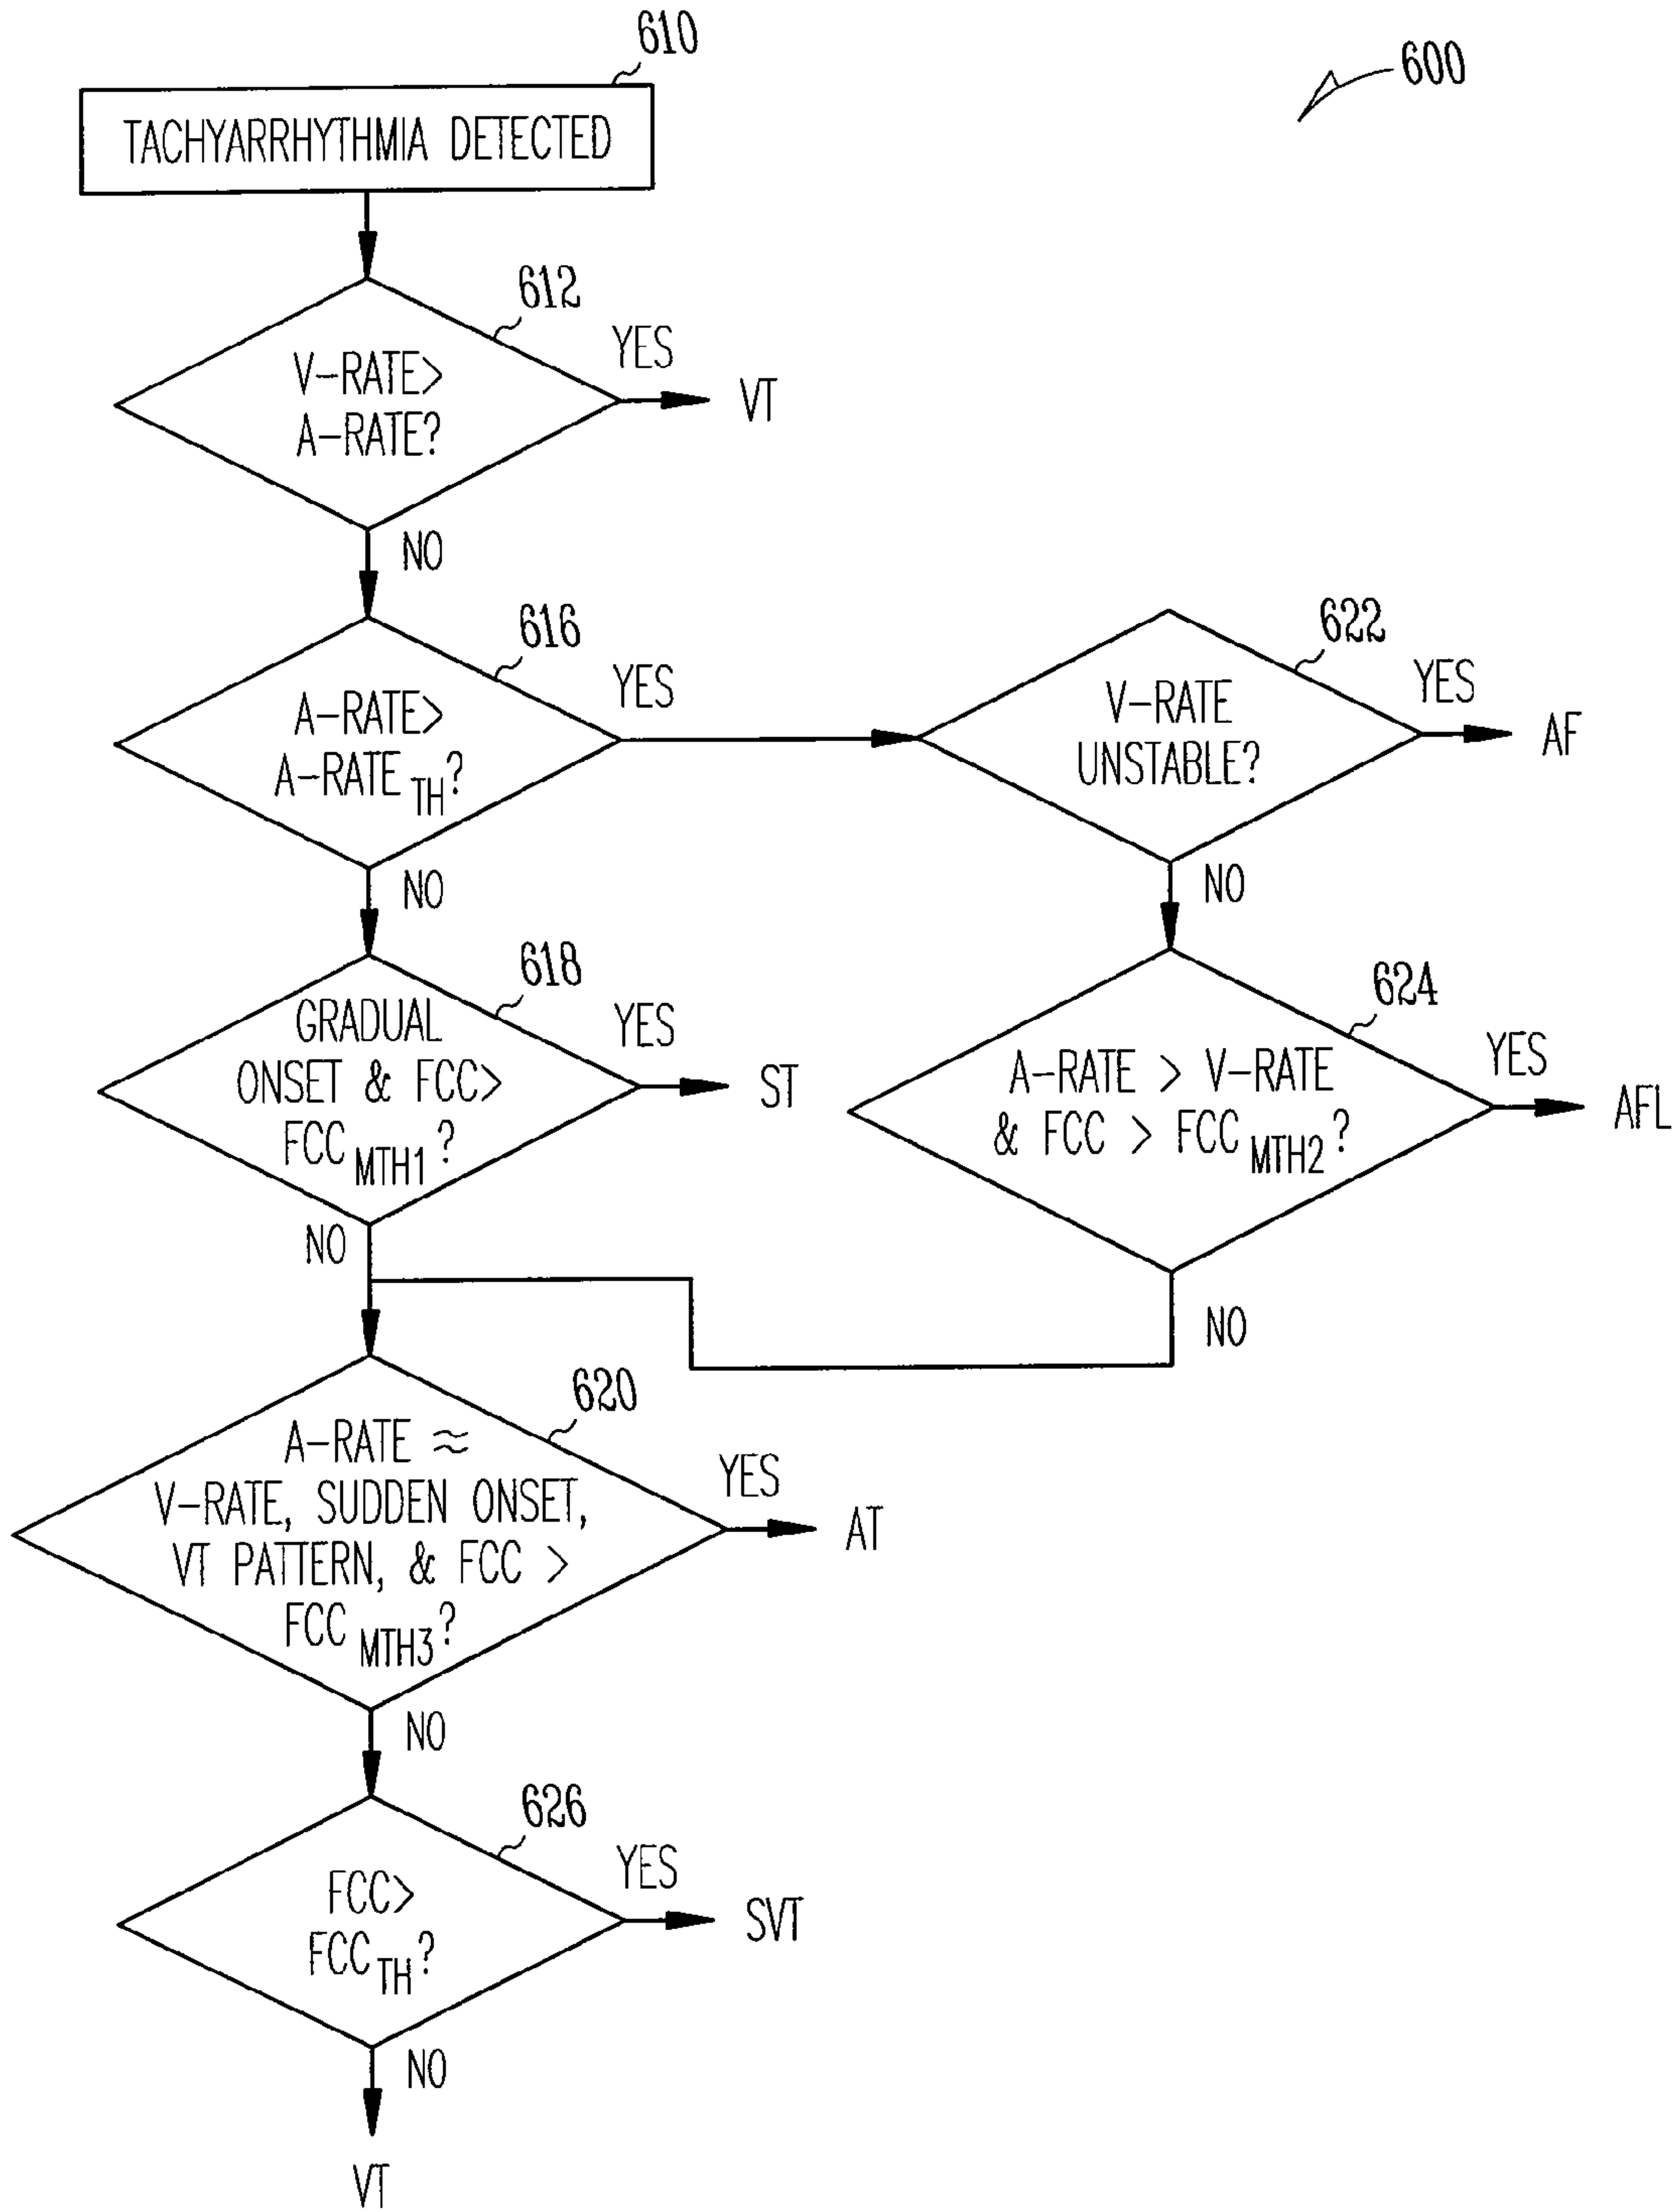 610
600
TACHYARRHYTHMIA DETECTED
612
YES
V-RATE>
A-RATE?
VT
NO
616
YES
A-RATE>
A-RATE TH?
622
YES
V-RATE
UNSTABLE?
AF
NO
NO
618
YES
GRADUAL
ONSET & FCC>
FCC MTH1?
ST
624
YES
A-RATE > V-RATE
& FCC > FCC MTH2?
AFL
NO
NO
620
YES
A-RATE ≈
V-RATE, SUDDEN ONSET,
VT PATTERN, & FCC >
FCC MTH3?
AT
NO
626
YES
FCC>
FCC TH?
SVT
NO
VT